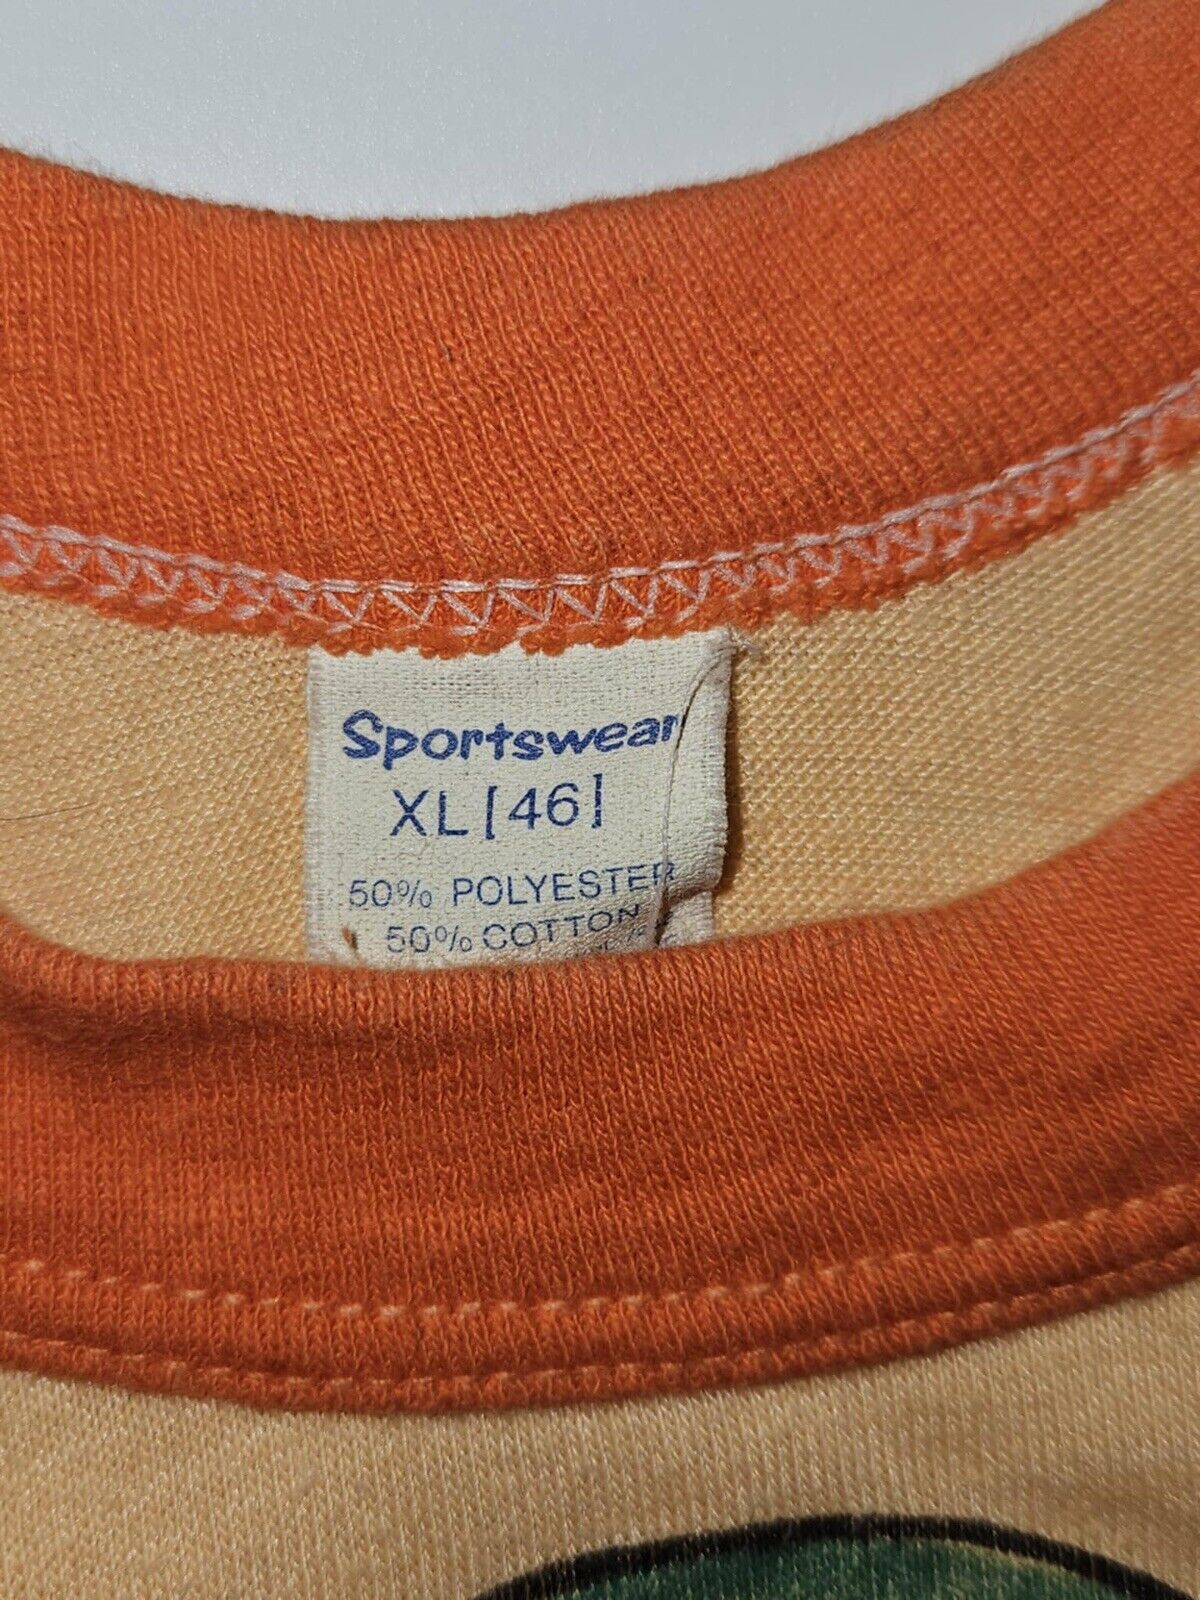 Sportswear
XL [46]
50% POLYESTER
50% COTTON